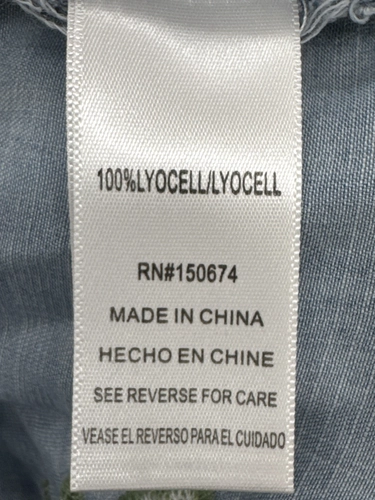 100%LYOCELL/LYOCELL
RN#150674
MADE IN CHINA
HECHO EN CHINE
SEE REVERSE FOR CARE
VEASE EL REVERSO PARA EL CUIDADO